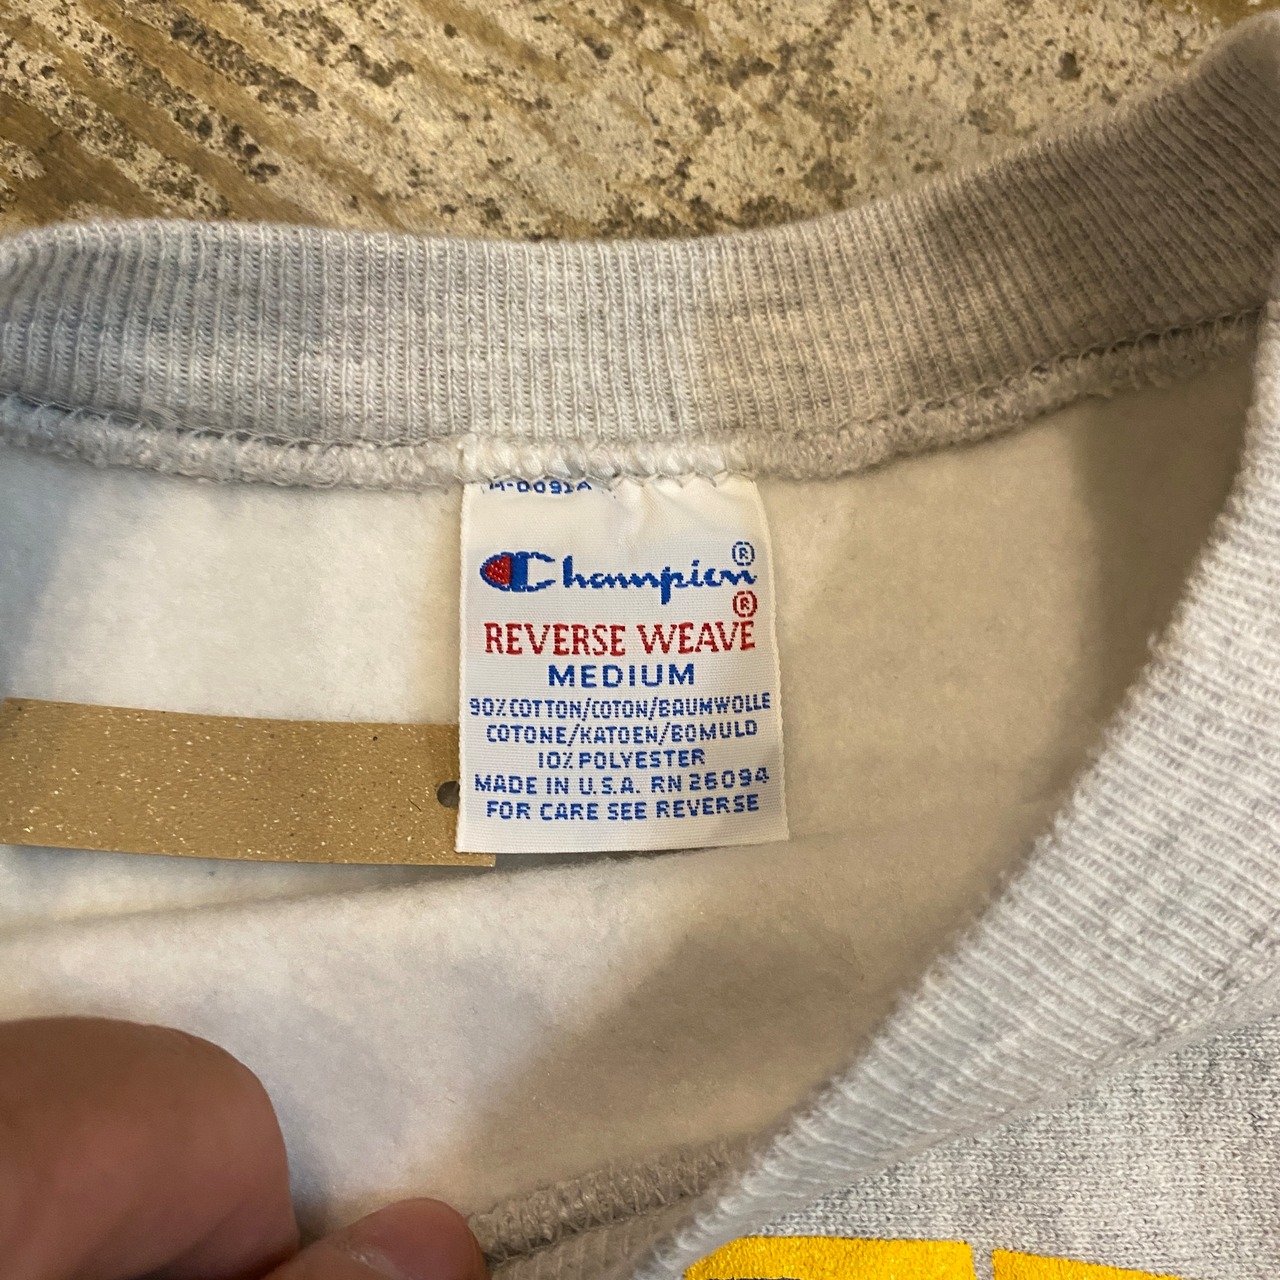 M-0091A
Champion®
REVERSE WEAVE®
MEDIUM
90% COTTON/COTON/BAUMWOLLE
COTONE/KATOEN/BOMULD
10% POLYESTER
MADE IN U.S.A. RN 26094
FOR CARE SEE REVERSE